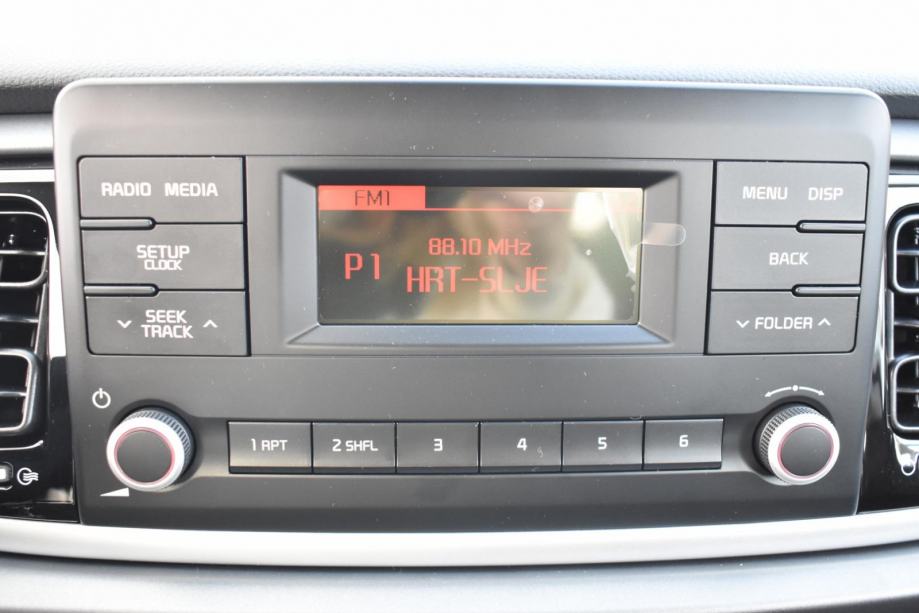 RADIO MEDIA
SETUP
CLOCK
SEEK
TRACK
FM1
88.10 MHz
P1
HRT-SLJE
MENU DISP
BACK
FOLDER
1 RPT
2 SHFL
3
4
5
6